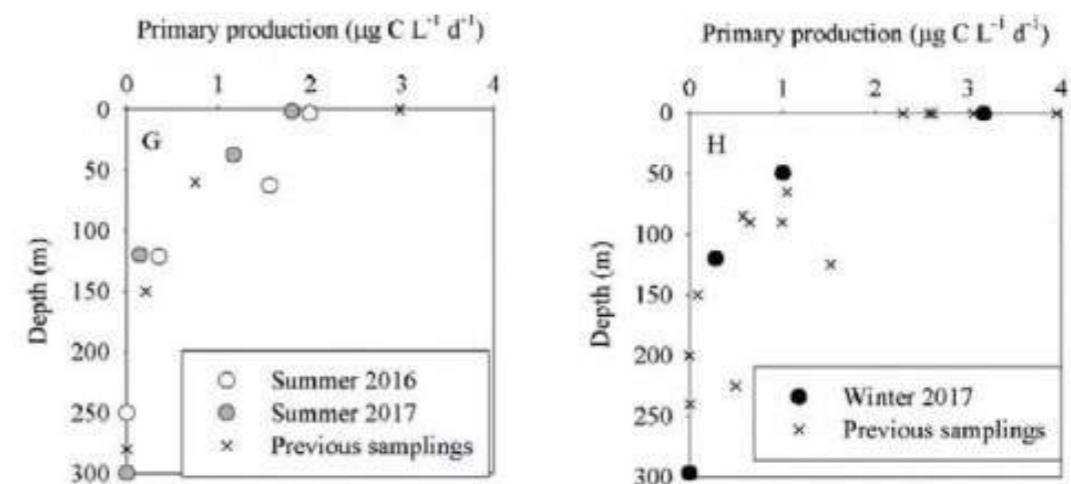 Primary production (µg C L⁻¹ d⁻¹)
0 1 2 3 4
0
50
100
150
200
250
300
Depth (m)
G
Summer 2016
Summer 2017
Previous samplings
Primary production (µg C L⁻¹ d⁻¹)
0 1 2 3 4
0
50
100
150
200
250
300
Depth (m)
H
Winter 2017
Previous samplings